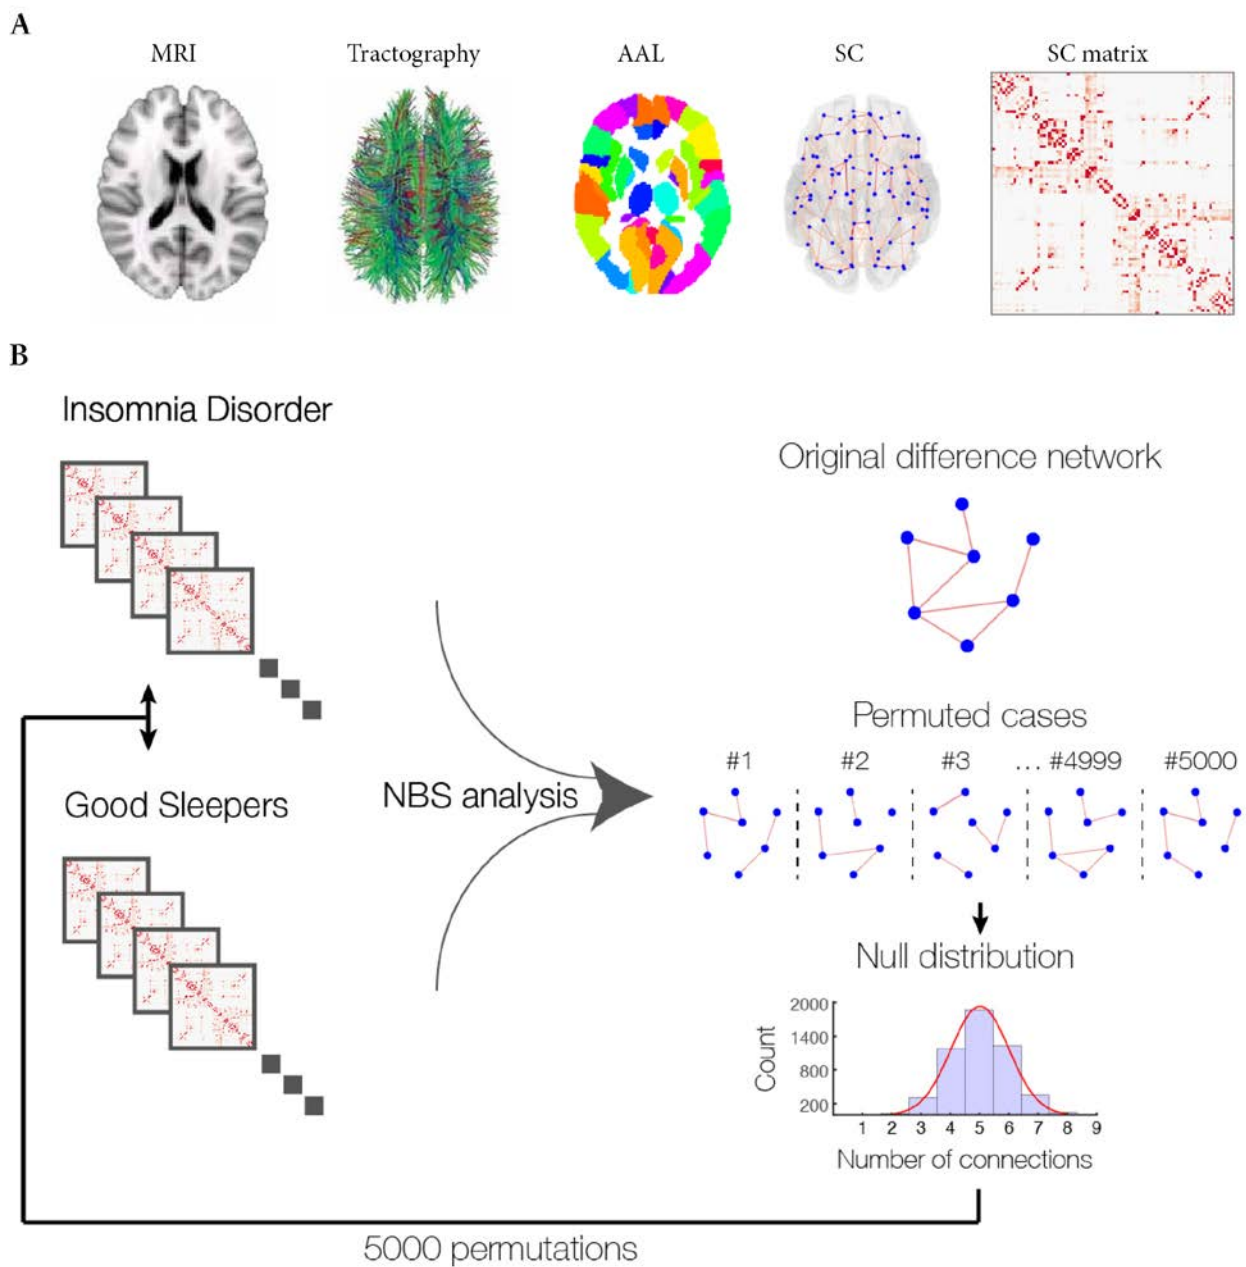 A
MRI Tractography AAL SC SC matrix
B
Insomnia Disorder
Original difference network
Permuted cases
#1 #2 #3 ... #4999 #5000
Good Sleepers
NBS analysis
Null distribution
2000
1400
800
200
Count
1 2 3 4 5 6 7 8 9
Number of connections
5000 permutations